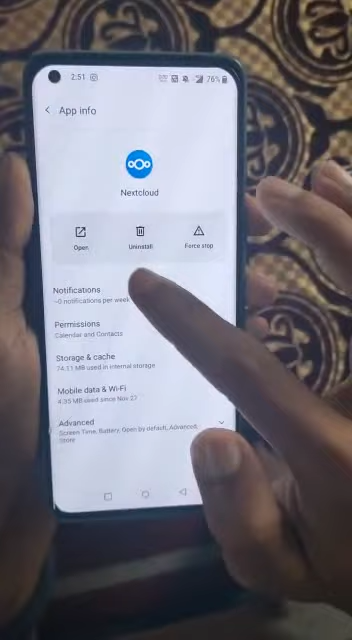 2:51 76%
App info
Nextcloud
Open Uninstall Force stop
Notifications
~0 notifications per week
Permissions
Calendar and Contacts
Storage & cache
74.11 MB used in internal storage
Mobile data & Wi-Fi
4.35 MB used since Nov 27
Advanced
Screen Time, Battery, Open by default, Advanced,
Store